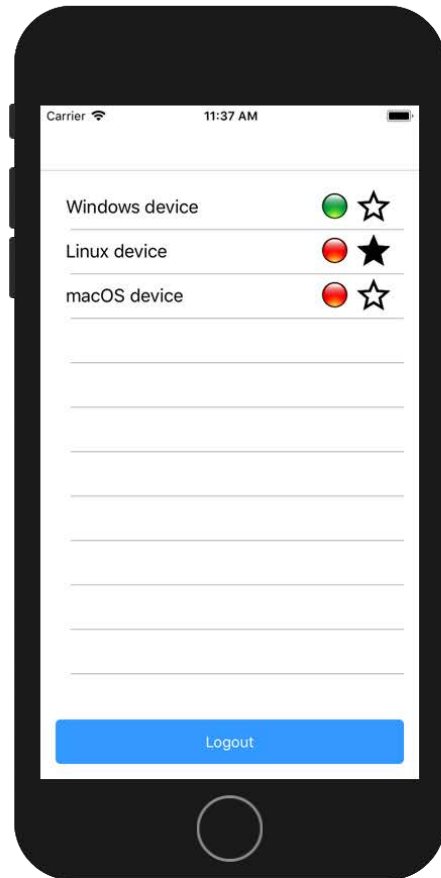 Carrier 11:37 AM
Windows device
Linux device
macOS device
Logout